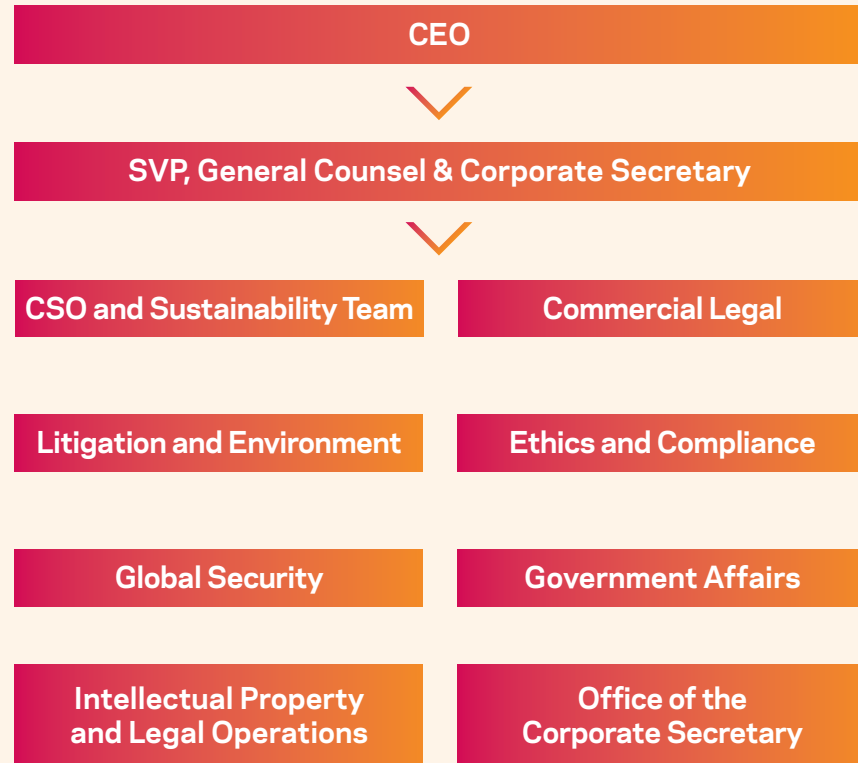 CEO
SVP, General Counsel & Corporate Secretary
CSO and Sustainability Team
Commercial Legal
Litigation and Environment
Ethics and Compliance
Global Security
Government Affairs
Intellectual Property
and Legal Operations
Office of the
Corporate Secretary